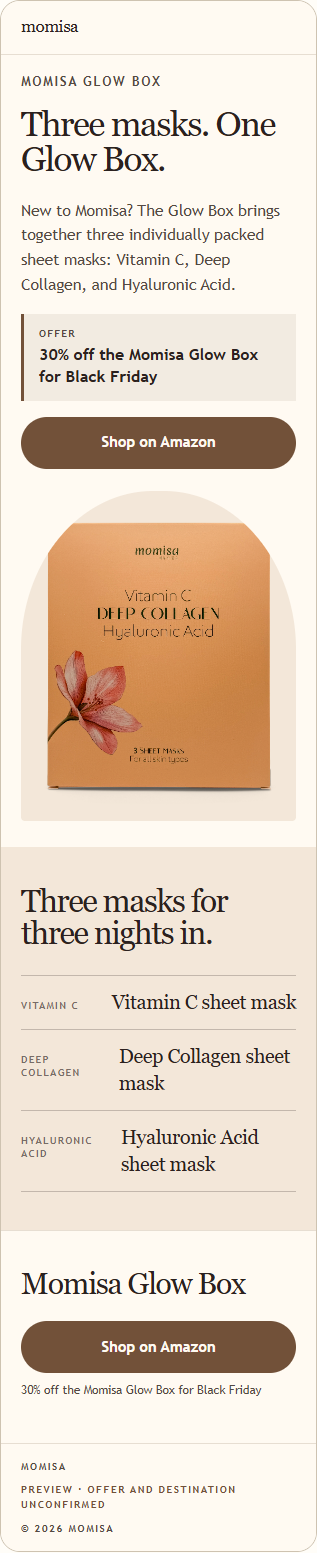 momisa
MOMISA GLOW BOX
Three masks. One
Glow Box.
New to Momisa? The Glow Box brings
together three individually packed
sheet masks: Vitamin C, Deep
Collagen, and Hyaluronic Acid.
OFFER
30% off the Momisa Glow Box
for Black Friday
Shop on Amazon
momisa
Vitamin C
DEEP COLLAGEN
Hyaluronic Acid
3 SHEET MASKS
For all skin types
Three masks for
three nights in.
VITAMIN C
Vitamin C sheet mask
DEEP
COLLAGEN
Deep Collagen sheet
mask
HYALURONIC
ACID
Hyaluronic Acid
sheet mask
Momisa Glow Box
Shop on Amazon
30% off the Momisa Glow Box for Black Friday
MOMISA
PREVIEW · OFFER AND DESTINATION
UNCONFIRMED
© 2026 MOMISA